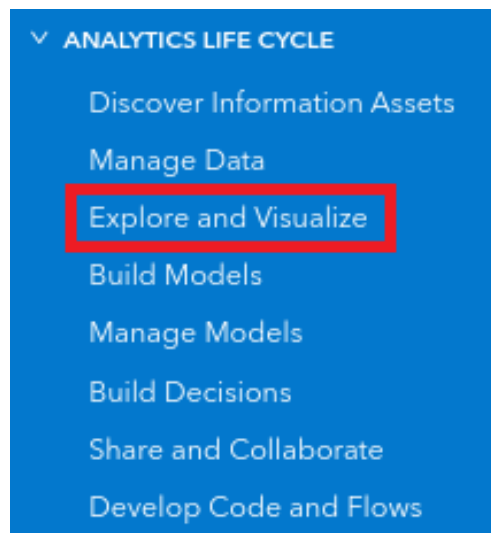 ANALYTICS LIFE CYCLE
Discover Information Assets
Manage Data
Explore and Visualize
Build Models
Manage Models
Build Decisions
Share and Collaborate
Develop Code and Flows